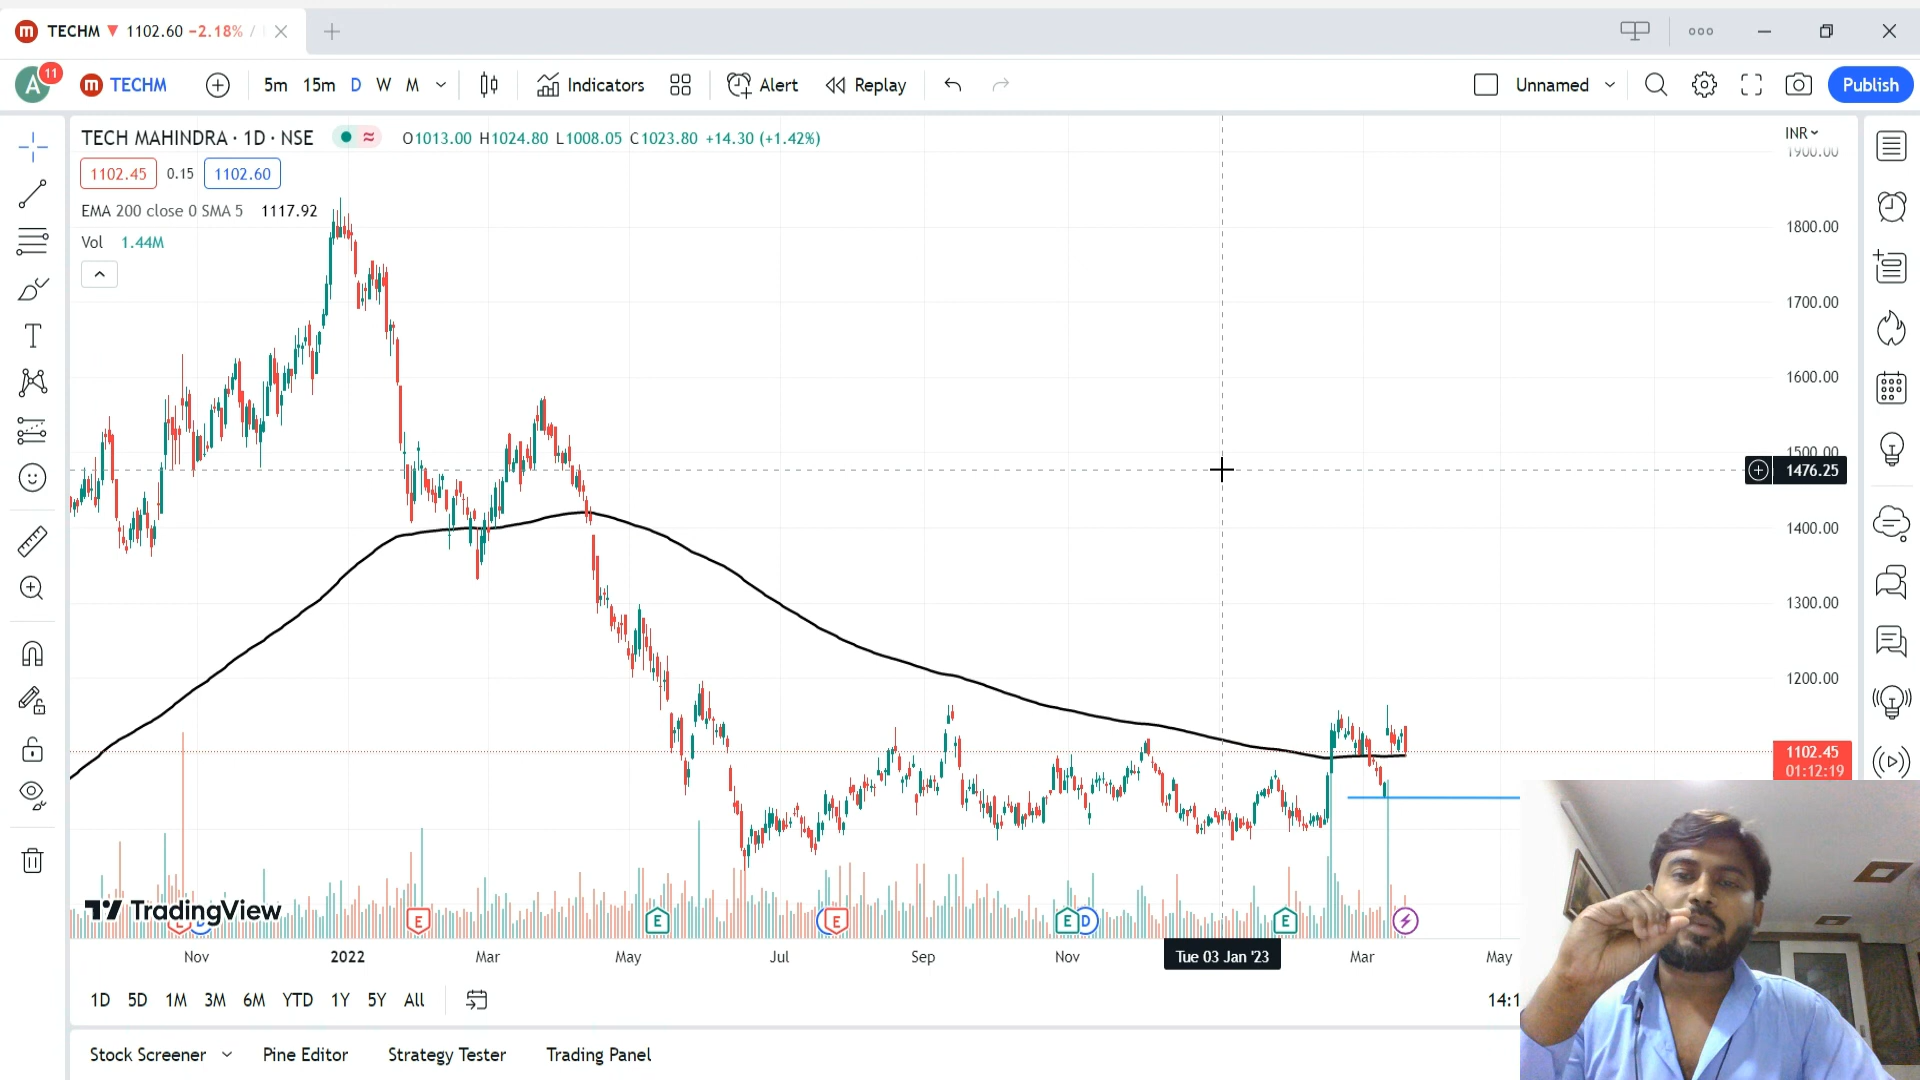 TECHM ▼ 1102.60 −2.18% /
A 11 TECHM 5m 15m D W M Indicators Alert Replay Unnamed Publish
TECH MAHINDRA · 1D · NSE O1013.00 H1024.80 L1008.05 C1023.80 +14.30 (+1.42%)
INR
1900.00
1102.45 0.15 1102.60
EMA 200 close 0 SMA 5 1117.92
Vol 1.44M
1800.00
1700.00
1600.00
1500.00
1476.25
1400.00
1300.00
1200.00
1102.45
01:12:19
TradingView
E E E E E D E
Nov 2022 Mar May Jul Sep Nov Tue 03 Jan '23 Mar May
1D 5D 1M 3M 6M YTD 1Y 5Y All 14:1
Stock Screener Pine Editor Strategy Tester Trading Panel